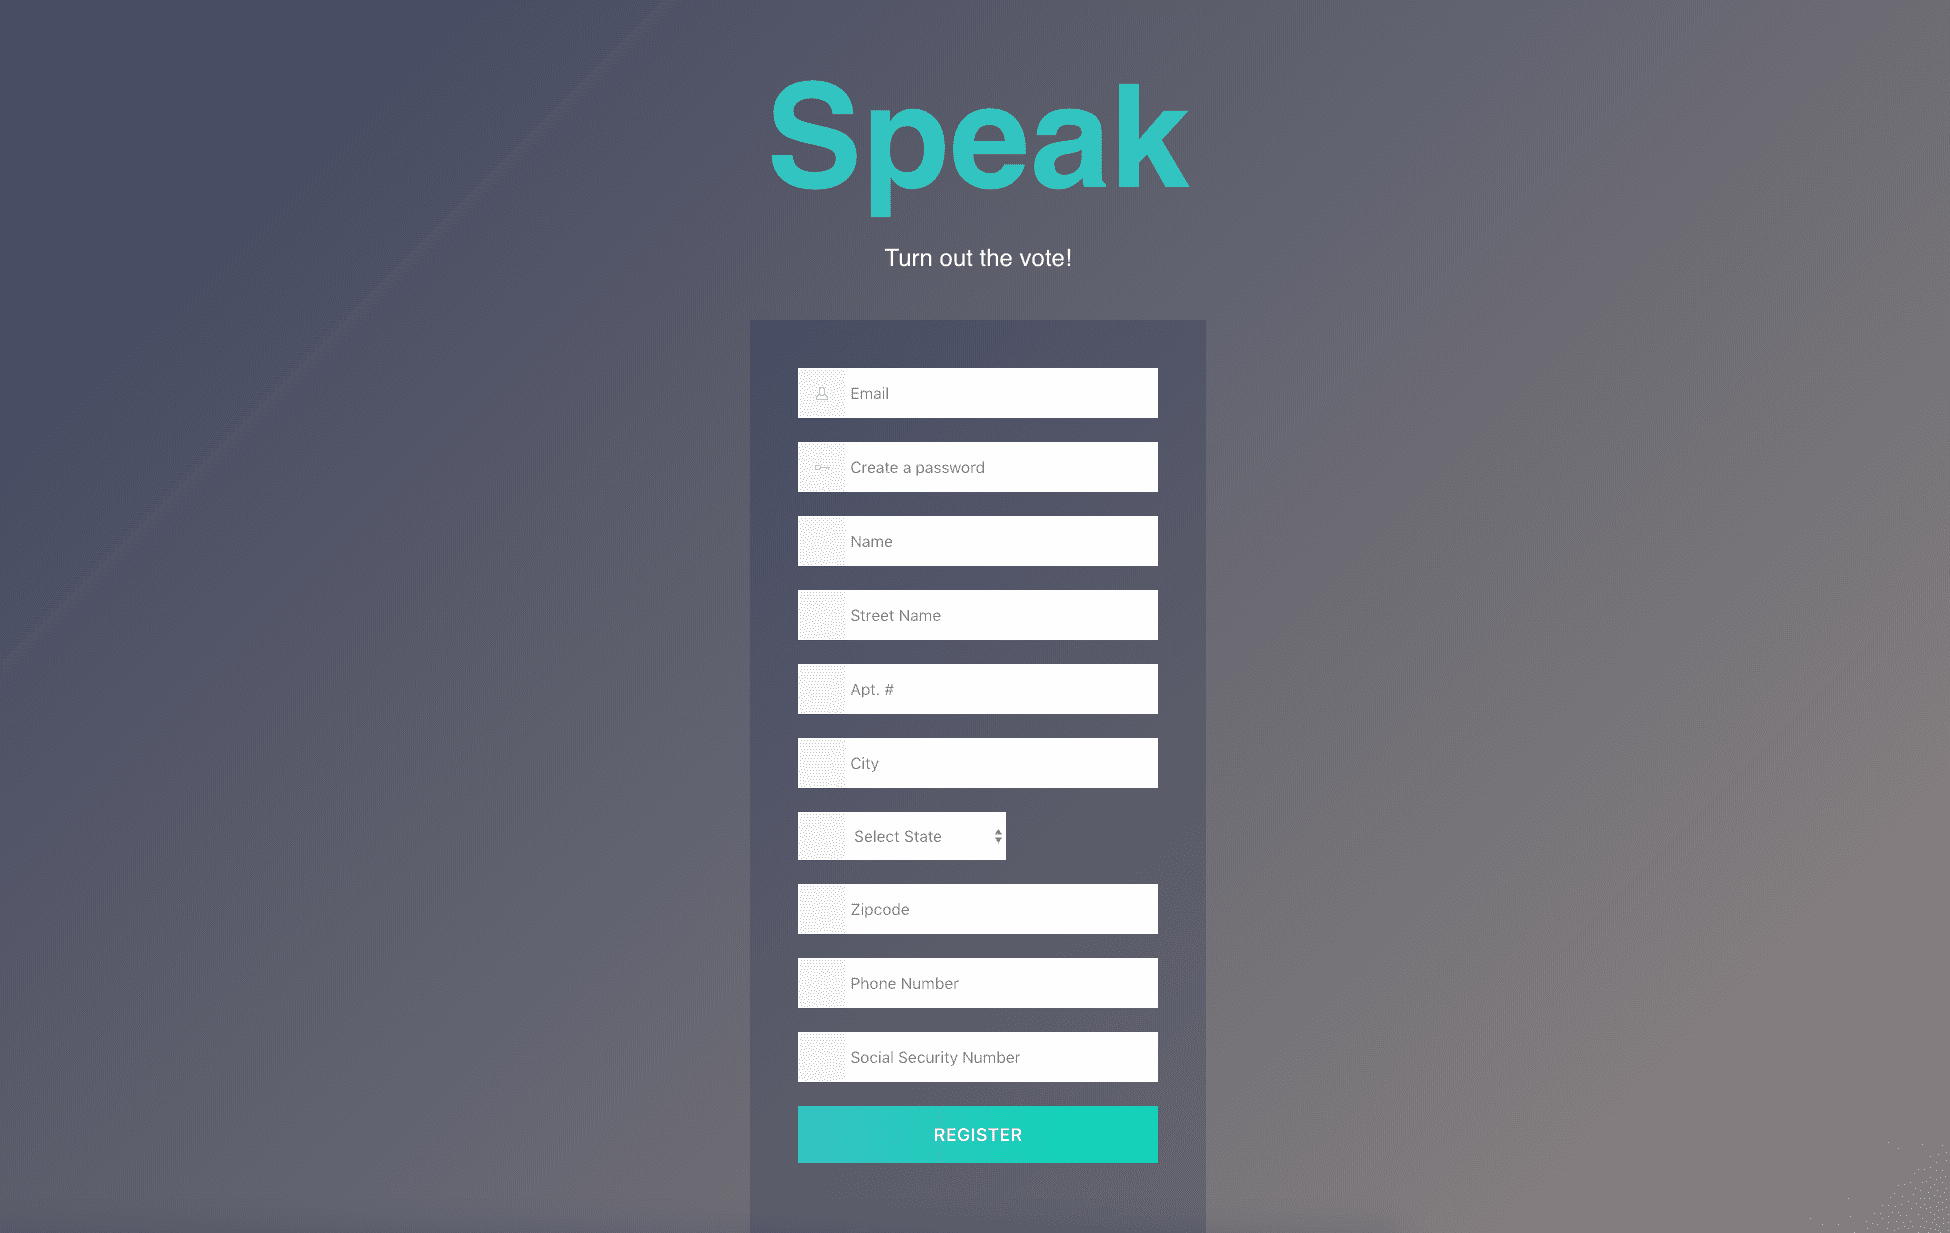 Speak
Turn out the vote!
Email
Create a password
Name
Street Name
Apt. #
City
Select State
Zipcode
Phone Number
Social Security Number
REGISTER